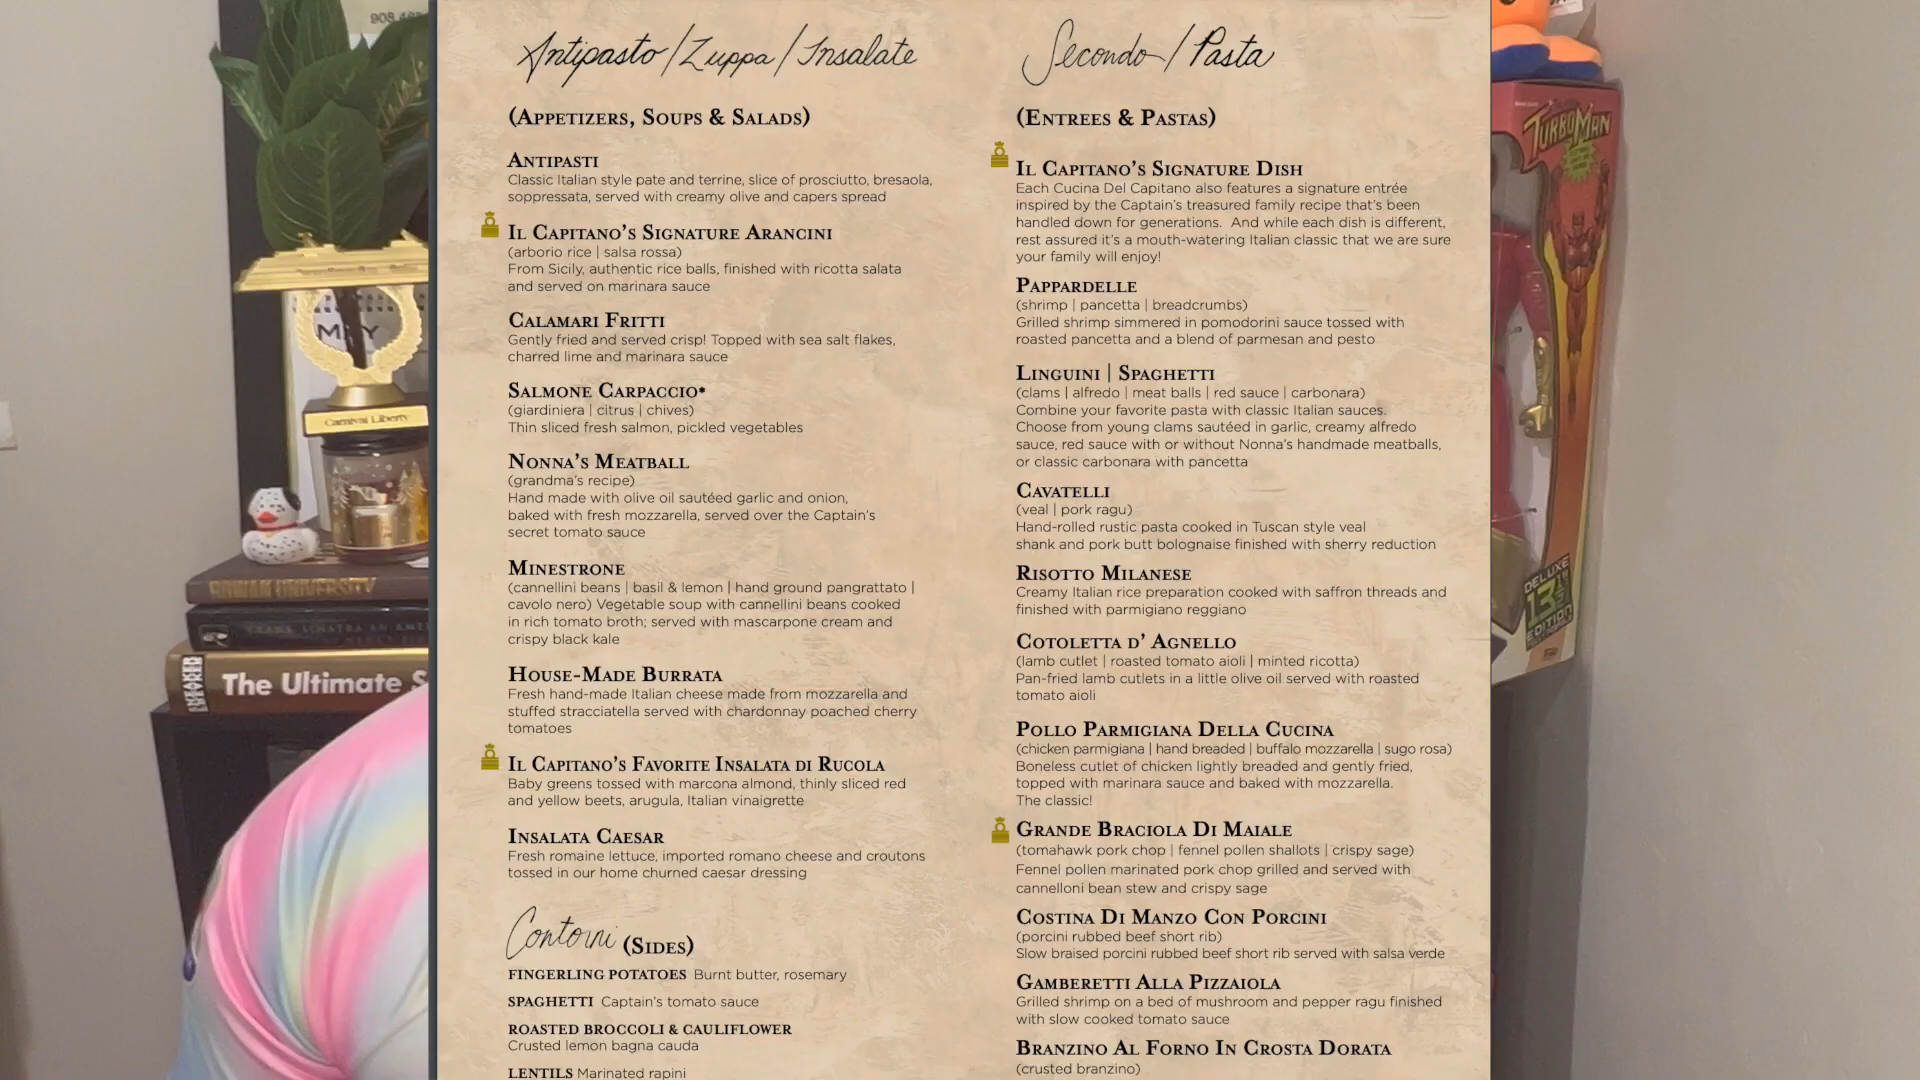 Antipasto/Zuppa/Insalate
(Appetizers, Soups & Salads)
Antipasti
Classic Italian style pate and terrine, slice of prosciutto, bresaola,
soppressata, served with creamy olive and capers spread
Il Capitano's Signature Arancini
(arborio rice | salsa rossa)
From Sicily, authentic rice balls, finished with ricotta salata
and served on marinara sauce
Calamari Fritti
Gently fried and served crisp! Topped with sea salt flakes,
charred lime and marinara sauce
Salmone Carpaccio*
(giardiniera | citrus | chives)
Thin sliced fresh salmon, pickled vegetables
Nonna's Meatball
(grandma's recipe)
Hand made with olive oil sautéed garlic and onion,
baked with fresh mozzarella, served over the Captain's
secret tomato sauce
Minestrone
(cannellini beans | basil & lemon | hand ground pangrattato |
cavolo nero) Vegetable soup with cannellini beans cooked
in rich tomato broth; served with mascarpone cream and
crispy black kale
House-Made Burrata
Fresh hand-made Italian cheese made from mozzarella and
stuffed stracciatella served with chardonnay poached cherry
tomatoes
Il Capitano's Favorite Insalata di Rucola
Baby greens tossed with marcona almond, thinly sliced red
and yellow beets, arugula, Italian vinaigrette
Insalata Caesar
Fresh romaine lettuce, imported romano cheese and croutons
tossed in our home churned caesar dressing
Contorni (Sides)
FINGERLING POTATOES Burnt butter, rosemary
SPAGHETTI Captain's tomato sauce
ROASTED BROCCOLI & CAULIFLOWER
Crusted lemon bagna cauda
LENTILS Marinated rapini
Secondo/Pasta
(Entrees & Pastas)
Il Capitano's Signature Dish
Each Cucina Del Capitano also features a signature entrée
inspired by the Captain's treasured family recipe that's been
handled down for generations. And while each dish is different,
rest assured it's a mouth-watering Italian classic that we are sure
your family will enjoy!
Pappardelle
(shrimp | pancetta | breadcrumbs)
Grilled shrimp simmered in pomodorini sauce tossed with
roasted pancetta and a blend of parmesan and pesto
Linguini | Spaghetti
(clams | alfredo | meat balls | red sauce | carbonara)
Combine your favorite pasta with classic Italian sauces.
Choose from young clams sautéed in garlic, creamy alfredo
sauce, red sauce with or without Nonna's handmade meatballs,
or classic carbonara with pancetta
Cavatelli
(veal | pork ragu)
Hand-rolled rustic pasta cooked in Tuscan style veal
shank and pork butt bolognaise finished with sherry reduction
Risotto Milanese
Creamy Italian rice preparation cooked with saffron threads and
finished with parmigiano reggiano
Cotoletta d' Agnello
(lamb cutlet | roasted tomato aioli | minted ricotta)
Pan-fried lamb cutlets in a little olive oil served with roasted
tomato aioli
Pollo Parmigiana Della Cucina
(chicken parmigiana | hand breaded | buffalo mozzarella | sugo rosa)
Boneless cutlet of chicken lightly breaded and gently fried,
topped with marinara sauce and baked with mozzarella.
The classic!
Grande Braciola Di Maiale
(tomahawk pork chop | fennel pollen shallots | crispy sage)
Fennel pollen marinated pork chop grilled and served with
cannelloni bean stew and crispy sage
Costina Di Manzo Con Porcini
(porcini rubbed beef short rib)
Slow braised porcini rubbed beef short rib served with salsa verde
Gamberetti Alla Pizzaiola
Grilled shrimp on a bed of mushroom and pepper ragu finished
with slow cooked tomato sauce
Branzino Al Forno In Crosta Dorata
(crusted branzino)
Carnival Liberty
UNIVERSITY
The Ultimate S
TURBO MAN
DELUXE
13 1/2"
EDITION